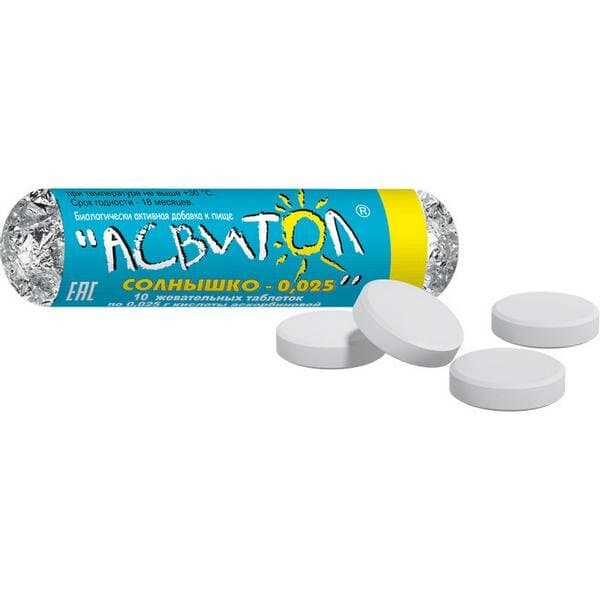 при температуре не выше +30 °C.
Срок годности - 18 месяцев.
Биологически активная добавка к пище
"АСВИТОЛ®
СОЛНЫШКО - 0,025"
EAC
10 жевательных таблеток
по 0,025 г кислоты аскорбиновой